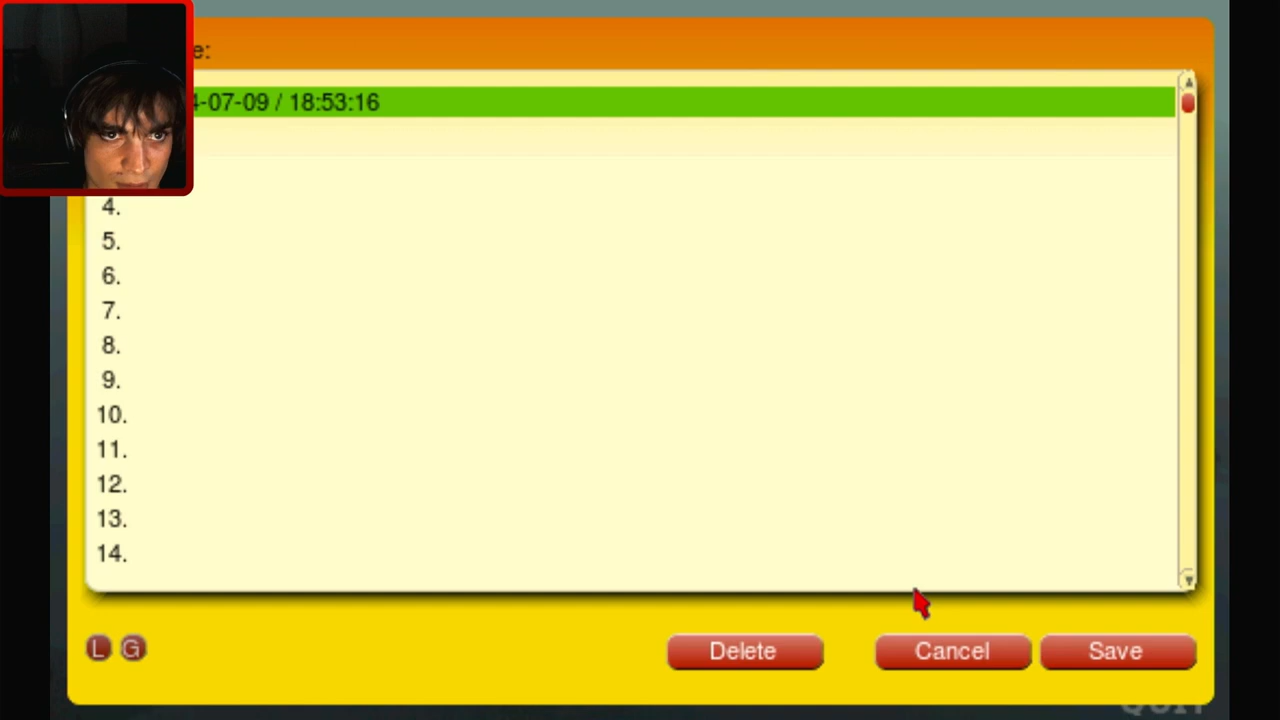 e:
4-07-09 / 18:53:16
4.
5.
6.
7.
8.
9.
10.
11.
12.
13.
14.
L G
Delete
Cancel
Save
QUIT